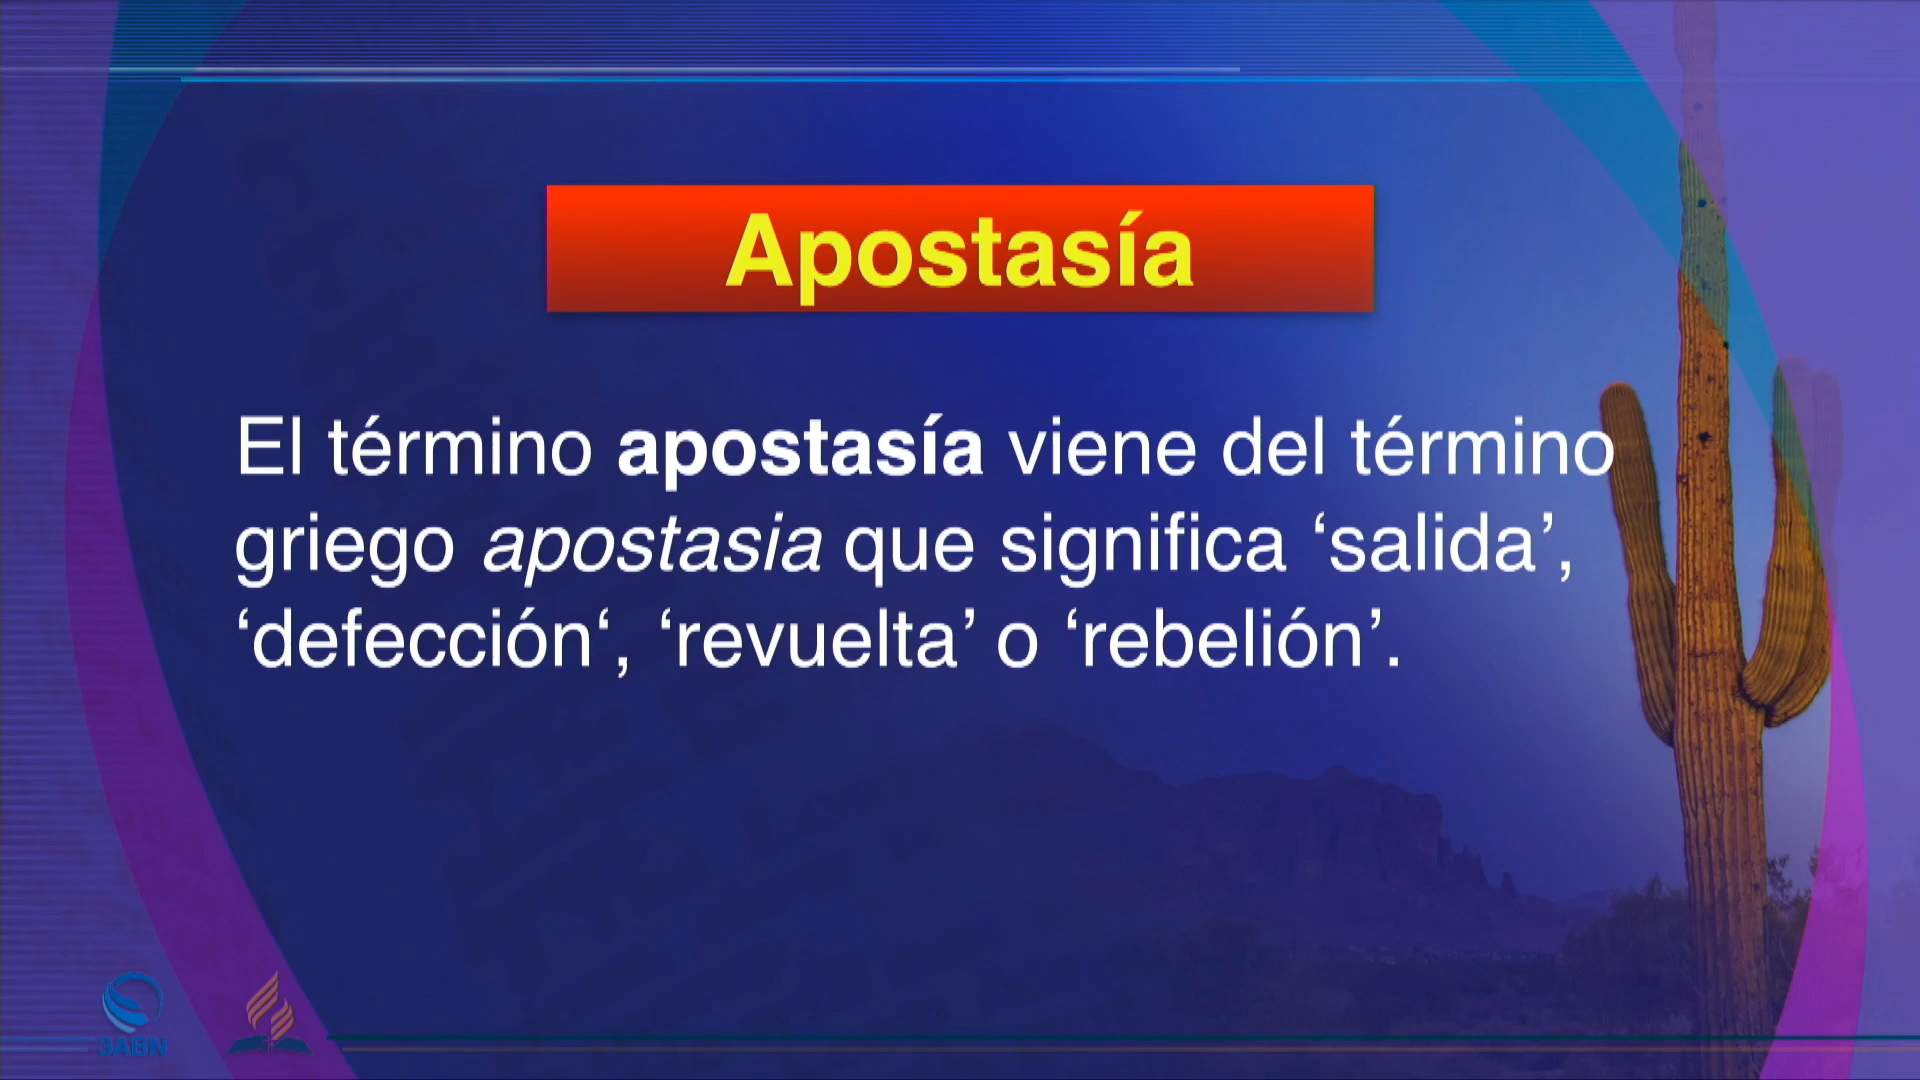 Apostasía
El término apostasía viene del término
griego apostasia que significa ‘salida’,
‘defección‘, ‘revuelta’ o ‘rebelión’.
3ABN